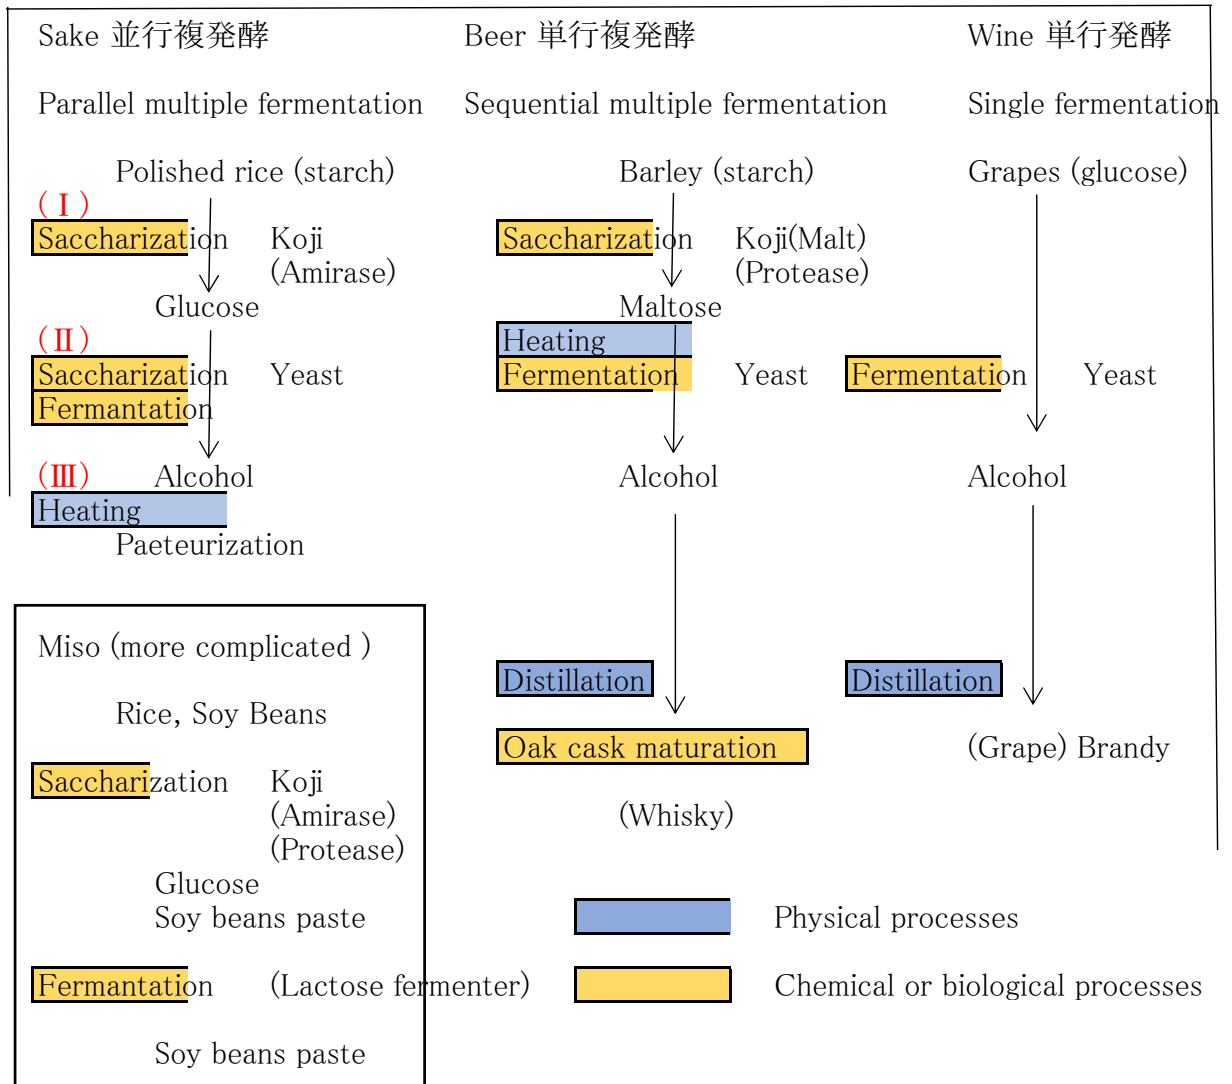 Sake 並行複発酵
Parallel multiple fermentation
Polished rice (starch)
(Ⅰ)
Saccharization Koji
(Amirase)
Glucose
(Ⅱ)
Saccharization Yeast
Fermantation
(Ⅲ) Alcohol
Heating
Paeteurization
Beer 単行複発酵
Sequential multiple fermentation
Barley (starch)
Saccharization Koji(Malt)
(Protease)
Maltose
Heating
Fermentation Yeast
Alcohol
Distillation
Oak cask maturation
(Whisky)
Wine 単行発酵
Single fermentation
Grapes (glucose)
Fermentation Yeast
Alcohol
Distillation
(Grape) Brandy
Miso (more complicated )
Rice, Soy Beans
Saccharization Koji
(Amirase)
(Protease)
Glucose
Soy beans paste
Fermantation (Lactose fermenter)
Soy beans paste
Physical processes
Chemical or biological processes